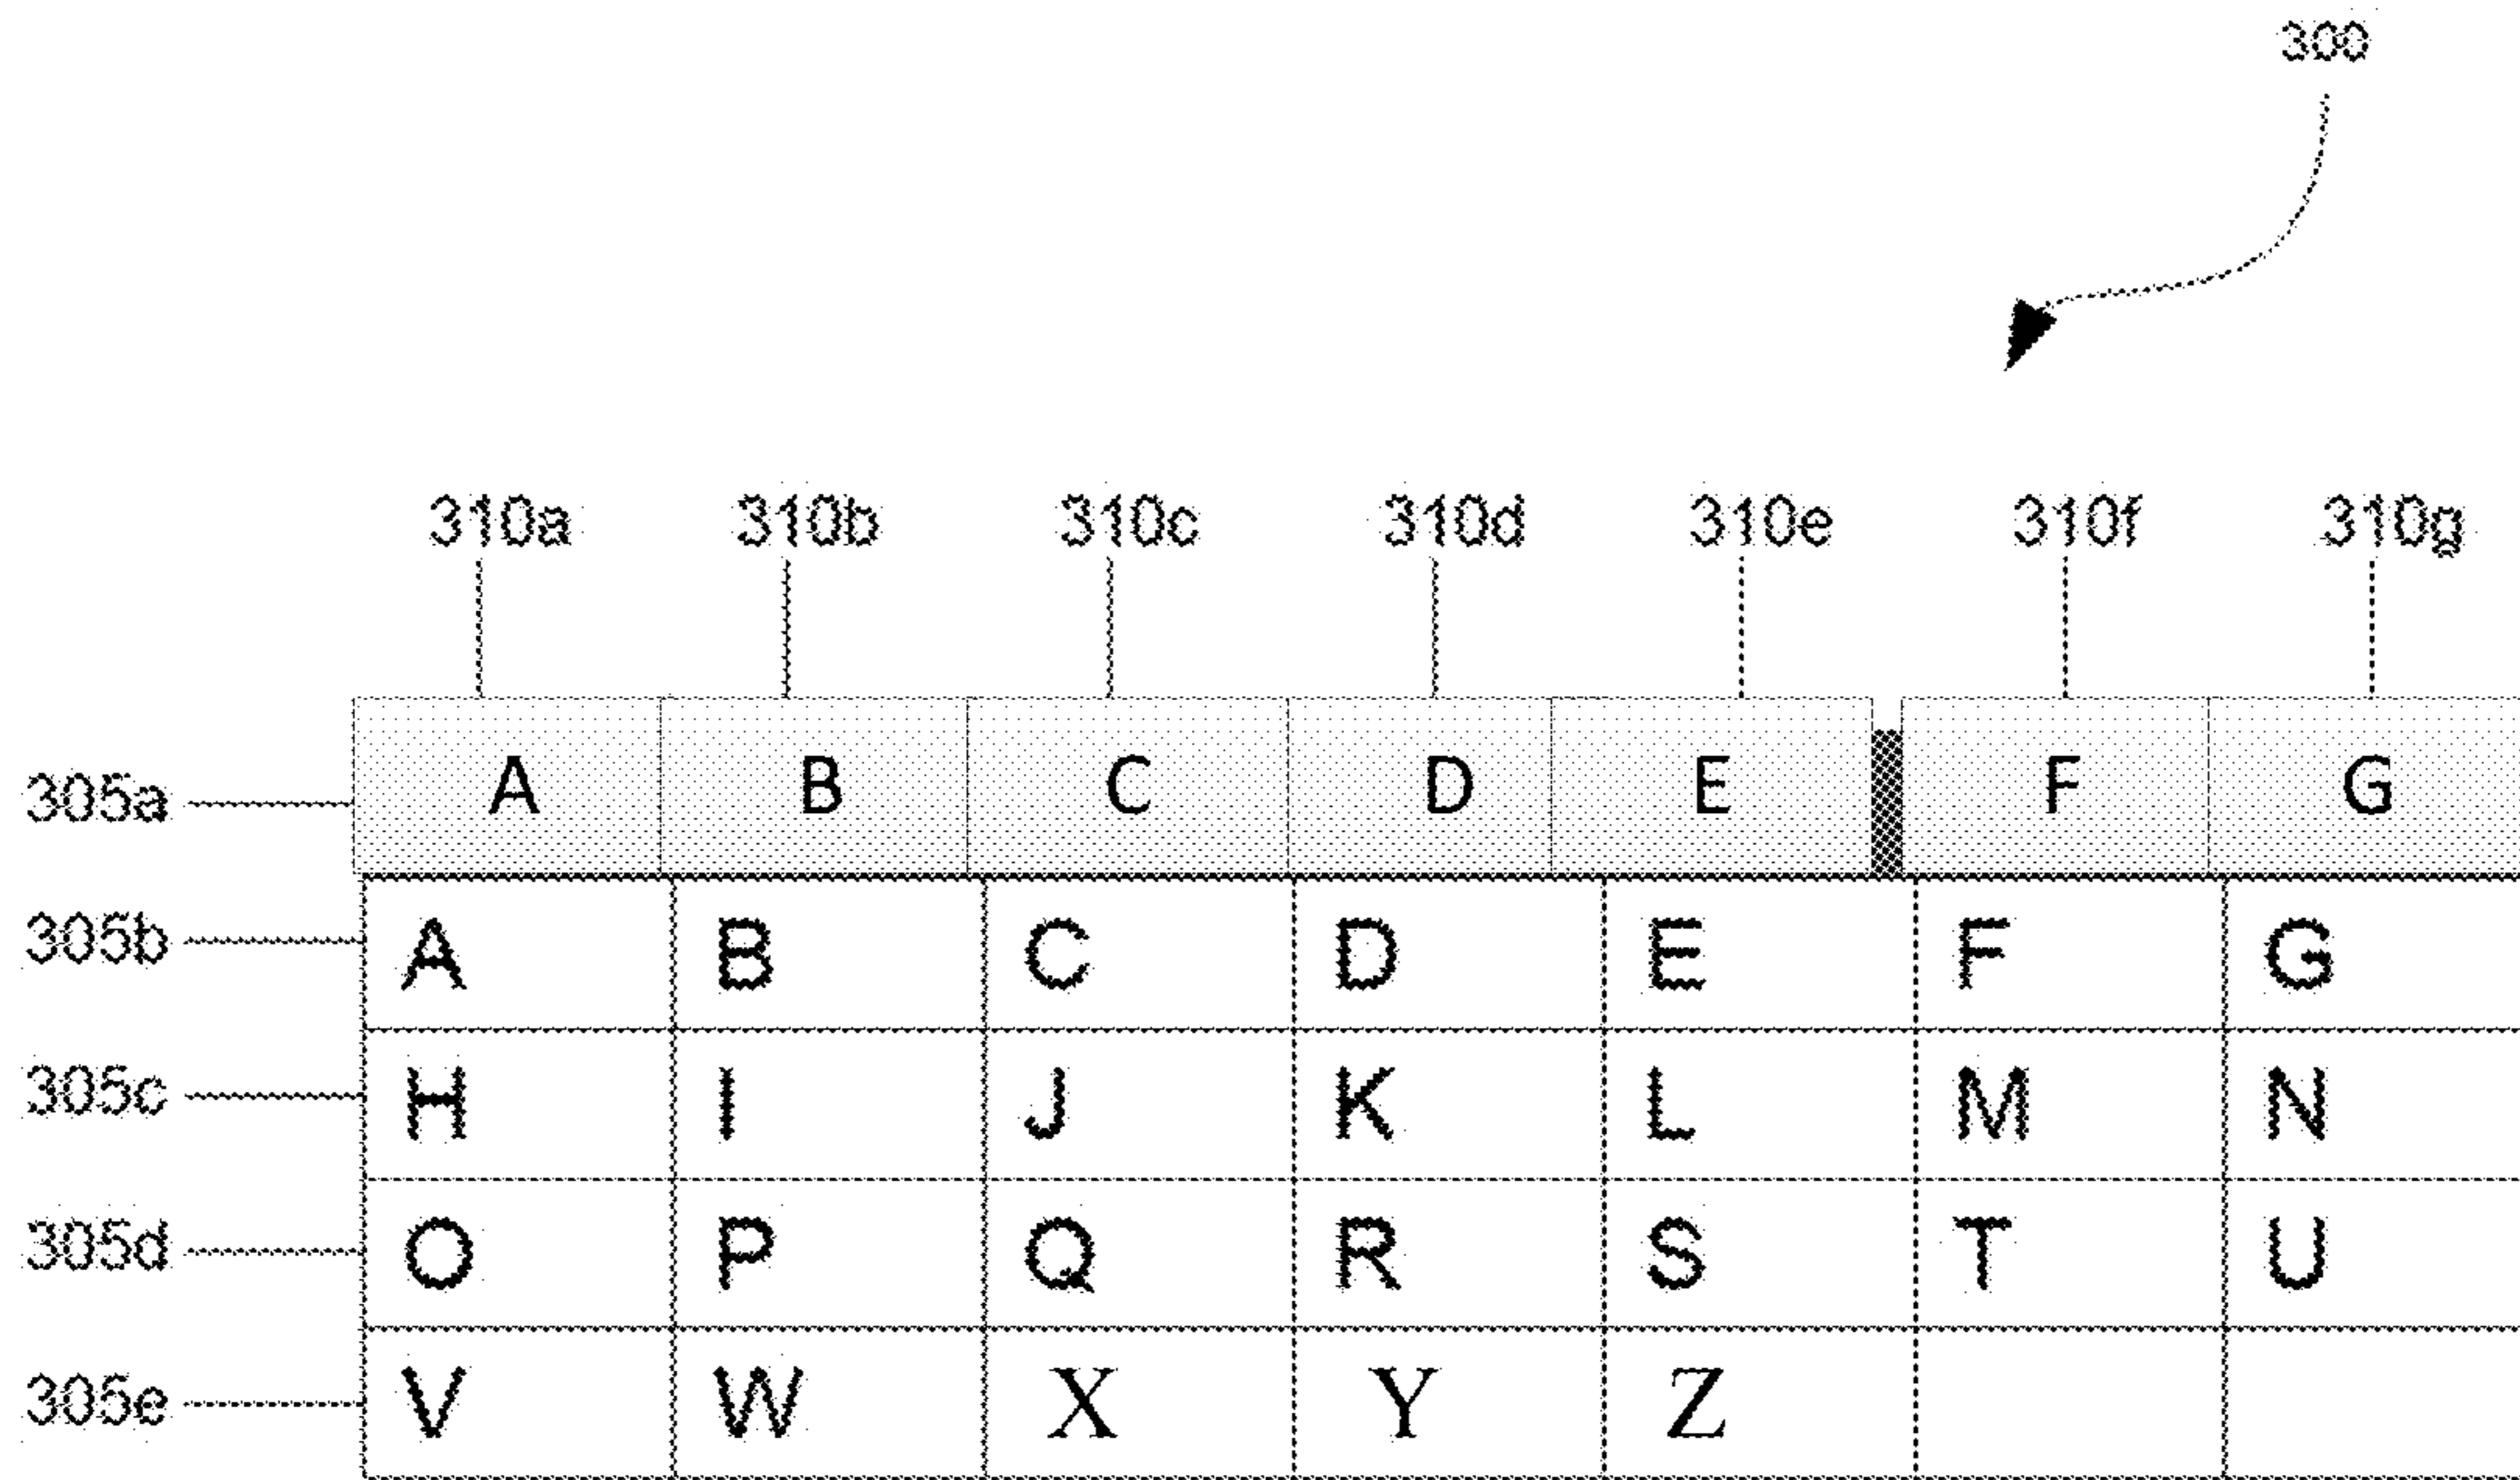 300
310a 310b 310c 310d 310e 310f 310g
305a A B C D E F G
305b A B C D E F G
305c H I J K L M N
305d O P Q R S T U
305e V W X Y Z